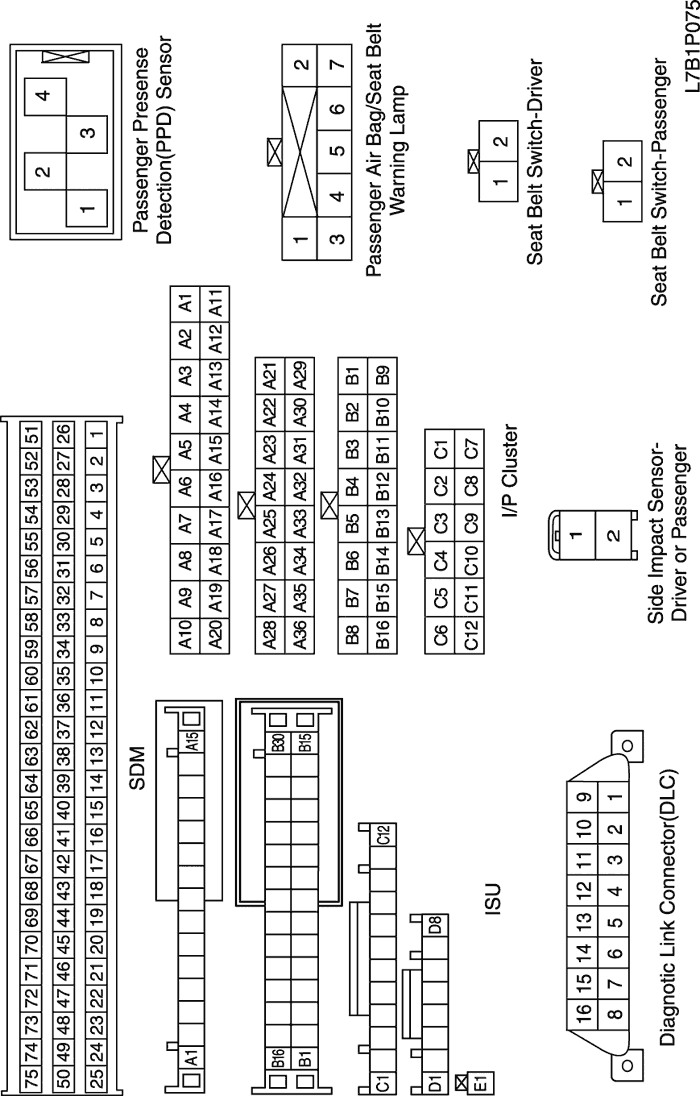 75 74 73 72 71 70 69 68 67 66 65 64 63 62 61 60 59 58 57 56 55 54 53 52 51
50 49 48 47 46 45 44 43 42 41 40 39 38 37 36 35 34 33 32 31 30 29 28 27 26
25 24 23 22 21 20 19 18 17 16 15 14 13 12 11 10 9 8 7 6 5 4 3 2 1
SDM
2 4
1 3
Passenger Presense
Detection(PPD) Sensor
A1 A15
B16 B30
B1 B15
C1 C12
D1 D8
E1
ISU
A10 A9 A8 A7 A6 A5 A4 A3 A2 A1
A20 A19 A18 A17 A16 A15 A14 A13 A12 A11
A28 A27 A26 A25 A24 A23 A22 A21
A36 A35 A34 A33 A32 A31 A30 A29
B8 B7 B6 B5 B4 B3 B2 B1
B16 B15 B14 B13 B12 B11 B10 B9
C6 C5 C4 C3 C2 C1
C12 C11 C10 C9 C8 C7
I/P Cluster
1 2
3 4 5 6 7
Passenger Air Bag/Seat Belt
Warning Lamp
1 2
Seat Belt Switch-Driver
16 15 14 13 12 11 10 9
8 7 6 5 4 3 2 1
Diagnotic Link Connector(DLC)
1
2
Side Impact Sensor-
Driver or Passenger
1 2
Seat Belt Switch-Passenger
L7B1P075